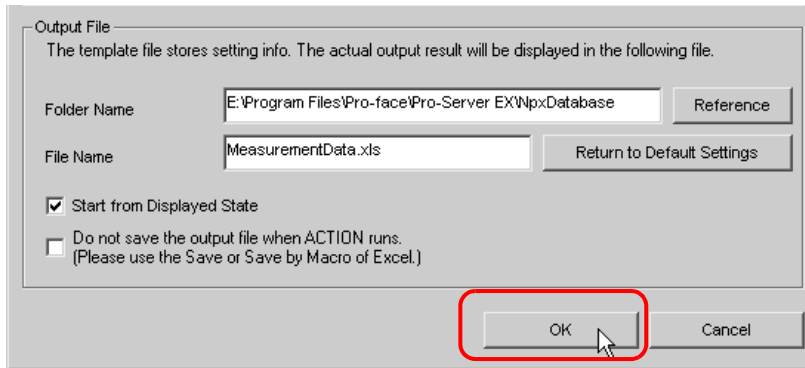 Output File
The template file stores setting info. The actual output result will be displayed in the following file.
Folder Name
E:\Program Files\Pro-face\Pro-Server EX\NpxDatabase
Reference
File Name
MeasurementData.xls
Return to Default Settings
Start from Displayed State
Do not save the output file when ACTION runs.
(Please use the Save or Save by Macro of Excel.)
OK
Cancel